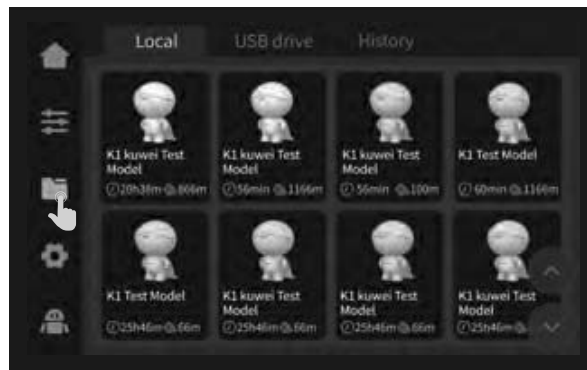 Local USB drive History
K1 kuwei Test
Model
20h38m 866m
K1 kuwei Test
Model
56min 1166m
K1 kuwei Test
Model
56min 100m
K1 Test Model
60min 1166m
K1 Test Model
25h46m 66m
K1 kuwei Test
Model
25h46m 66m
K1 kuwei Test
Model
25h46m 66m
K1 kuwei Test
Model
25h46m